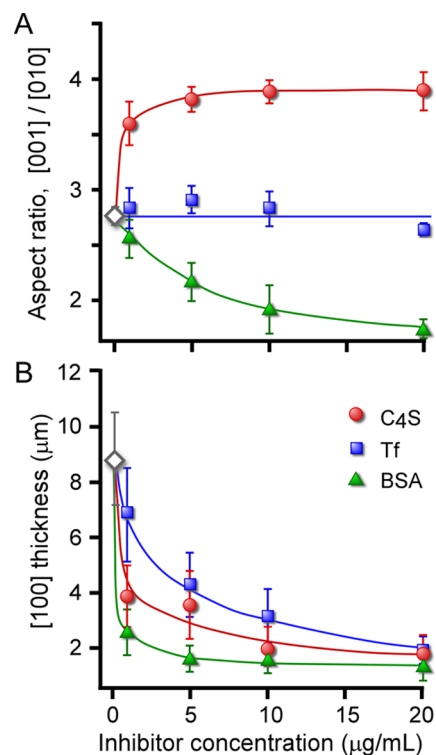 A
Aspect ratio, [001] / [010]
4
3
2
B
[100] thickness (μm)
12
10
8
6
4
2
C4S
Tf
BSA
0 5 10 15 20
Inhibitor concentration (μg/mL)